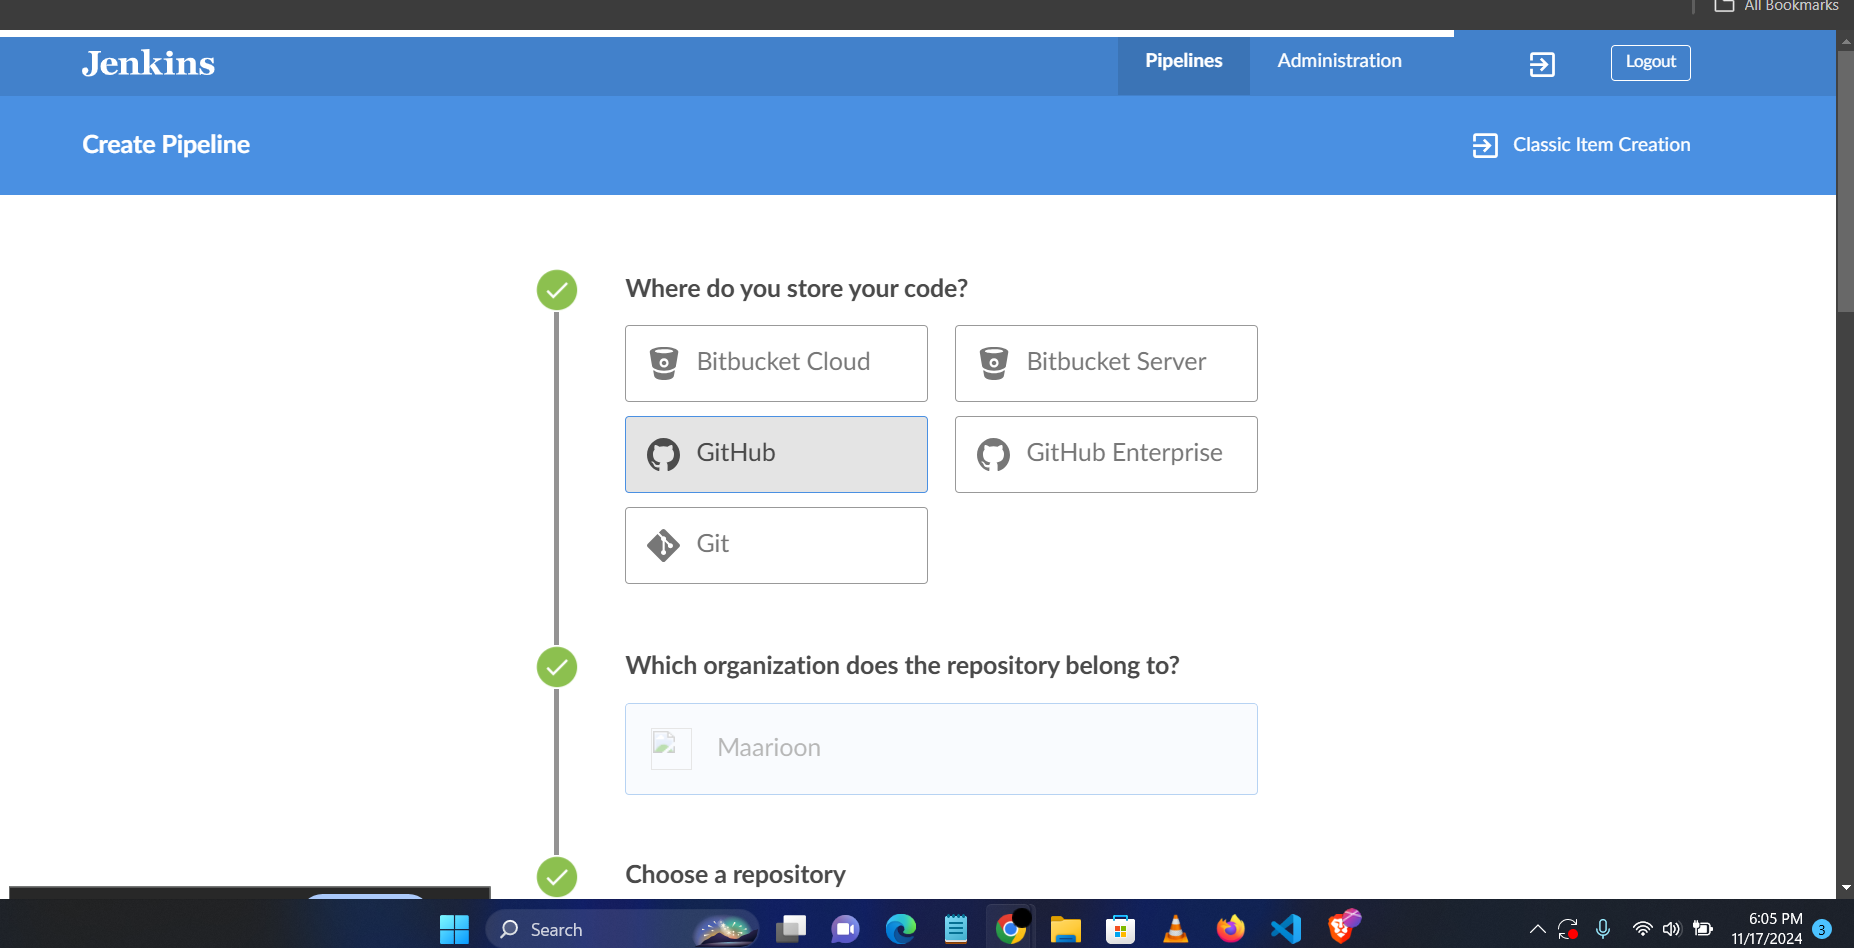 All Bookmarks
Jenkins
Pipelines
Administration
Logout
Create Pipeline
Classic Item Creation
Where do you store your code?
Bitbucket Cloud
Bitbucket Server
GitHub
GitHub Enterprise
Git
Which organization does the repository belong to?
Maarioon
Choose a repository
Search
6:05 PM
11/17/2024
3